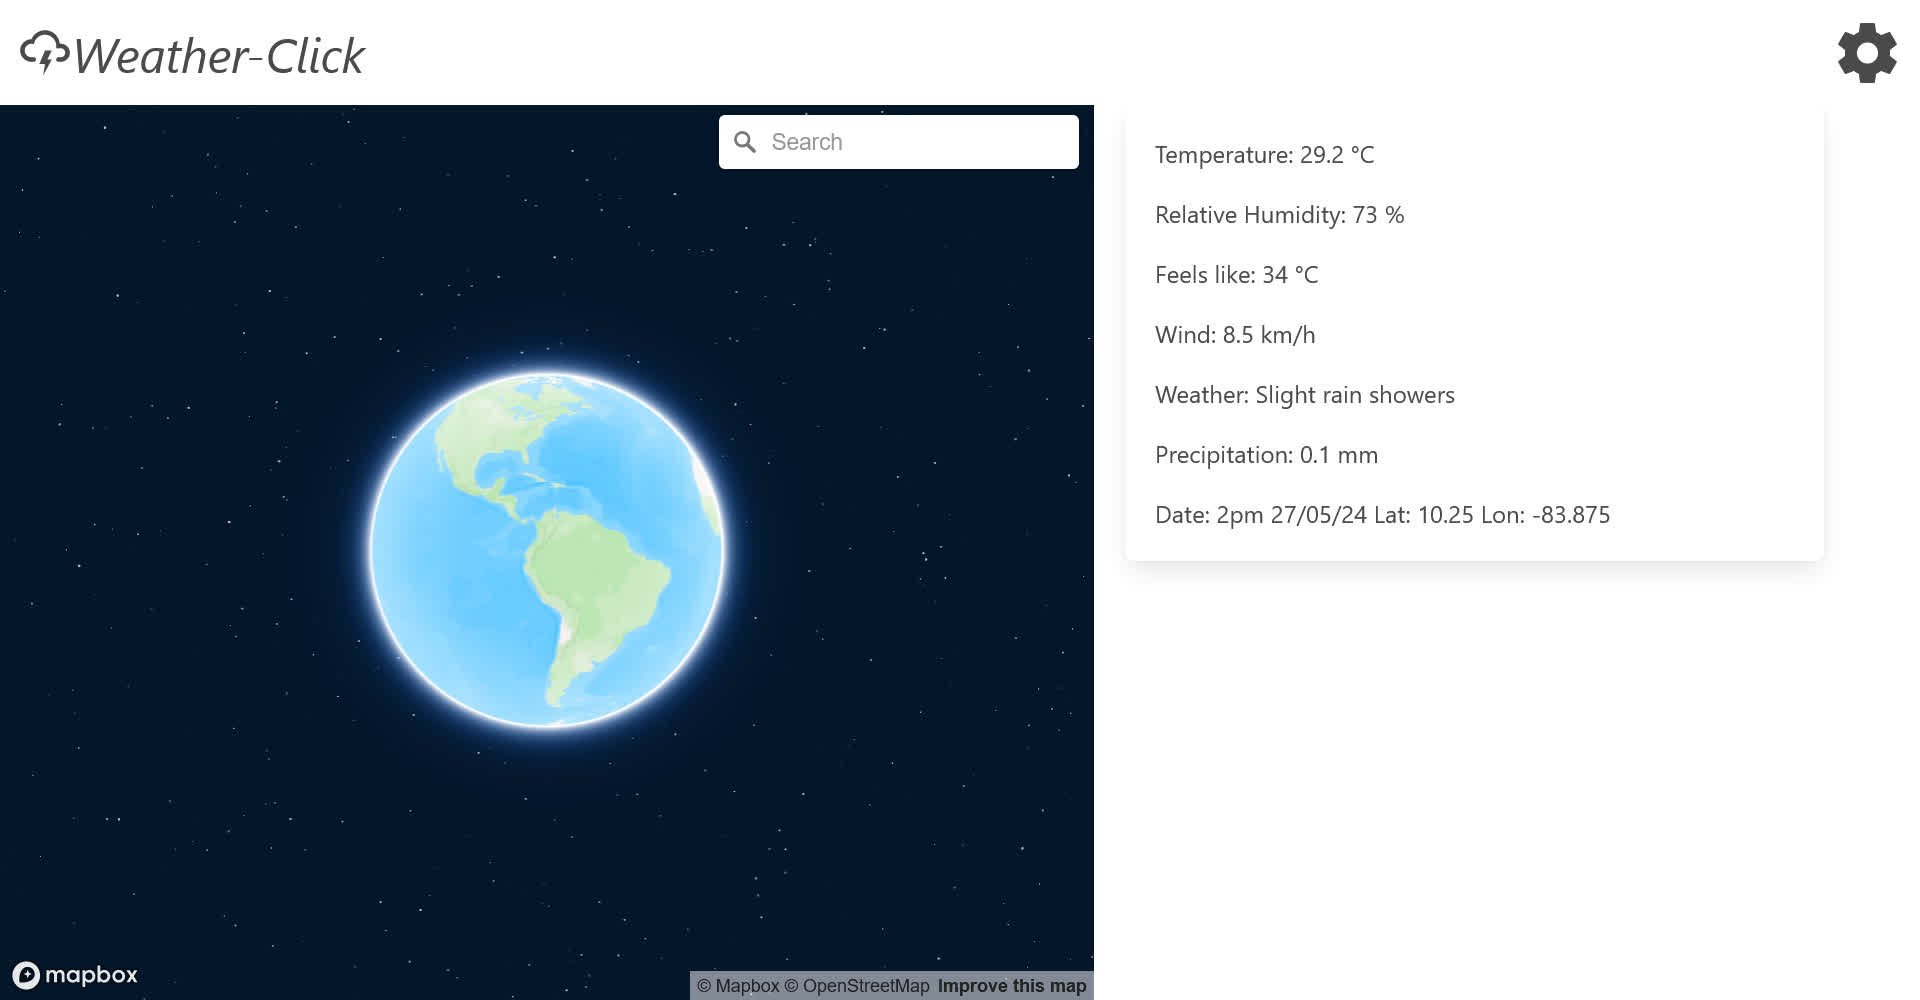 Weather-Click
Search
Temperature: 29.2 °C
Relative Humidity: 73 %
Feels like: 34 °C
Wind: 8.5 km/h
Weather: Slight rain showers
Precipitation: 0.1 mm
Date: 2pm 27/05/24 Lat: 10.25 Lon: -83.875
mapbox
© Mapbox © OpenStreetMap Improve this map